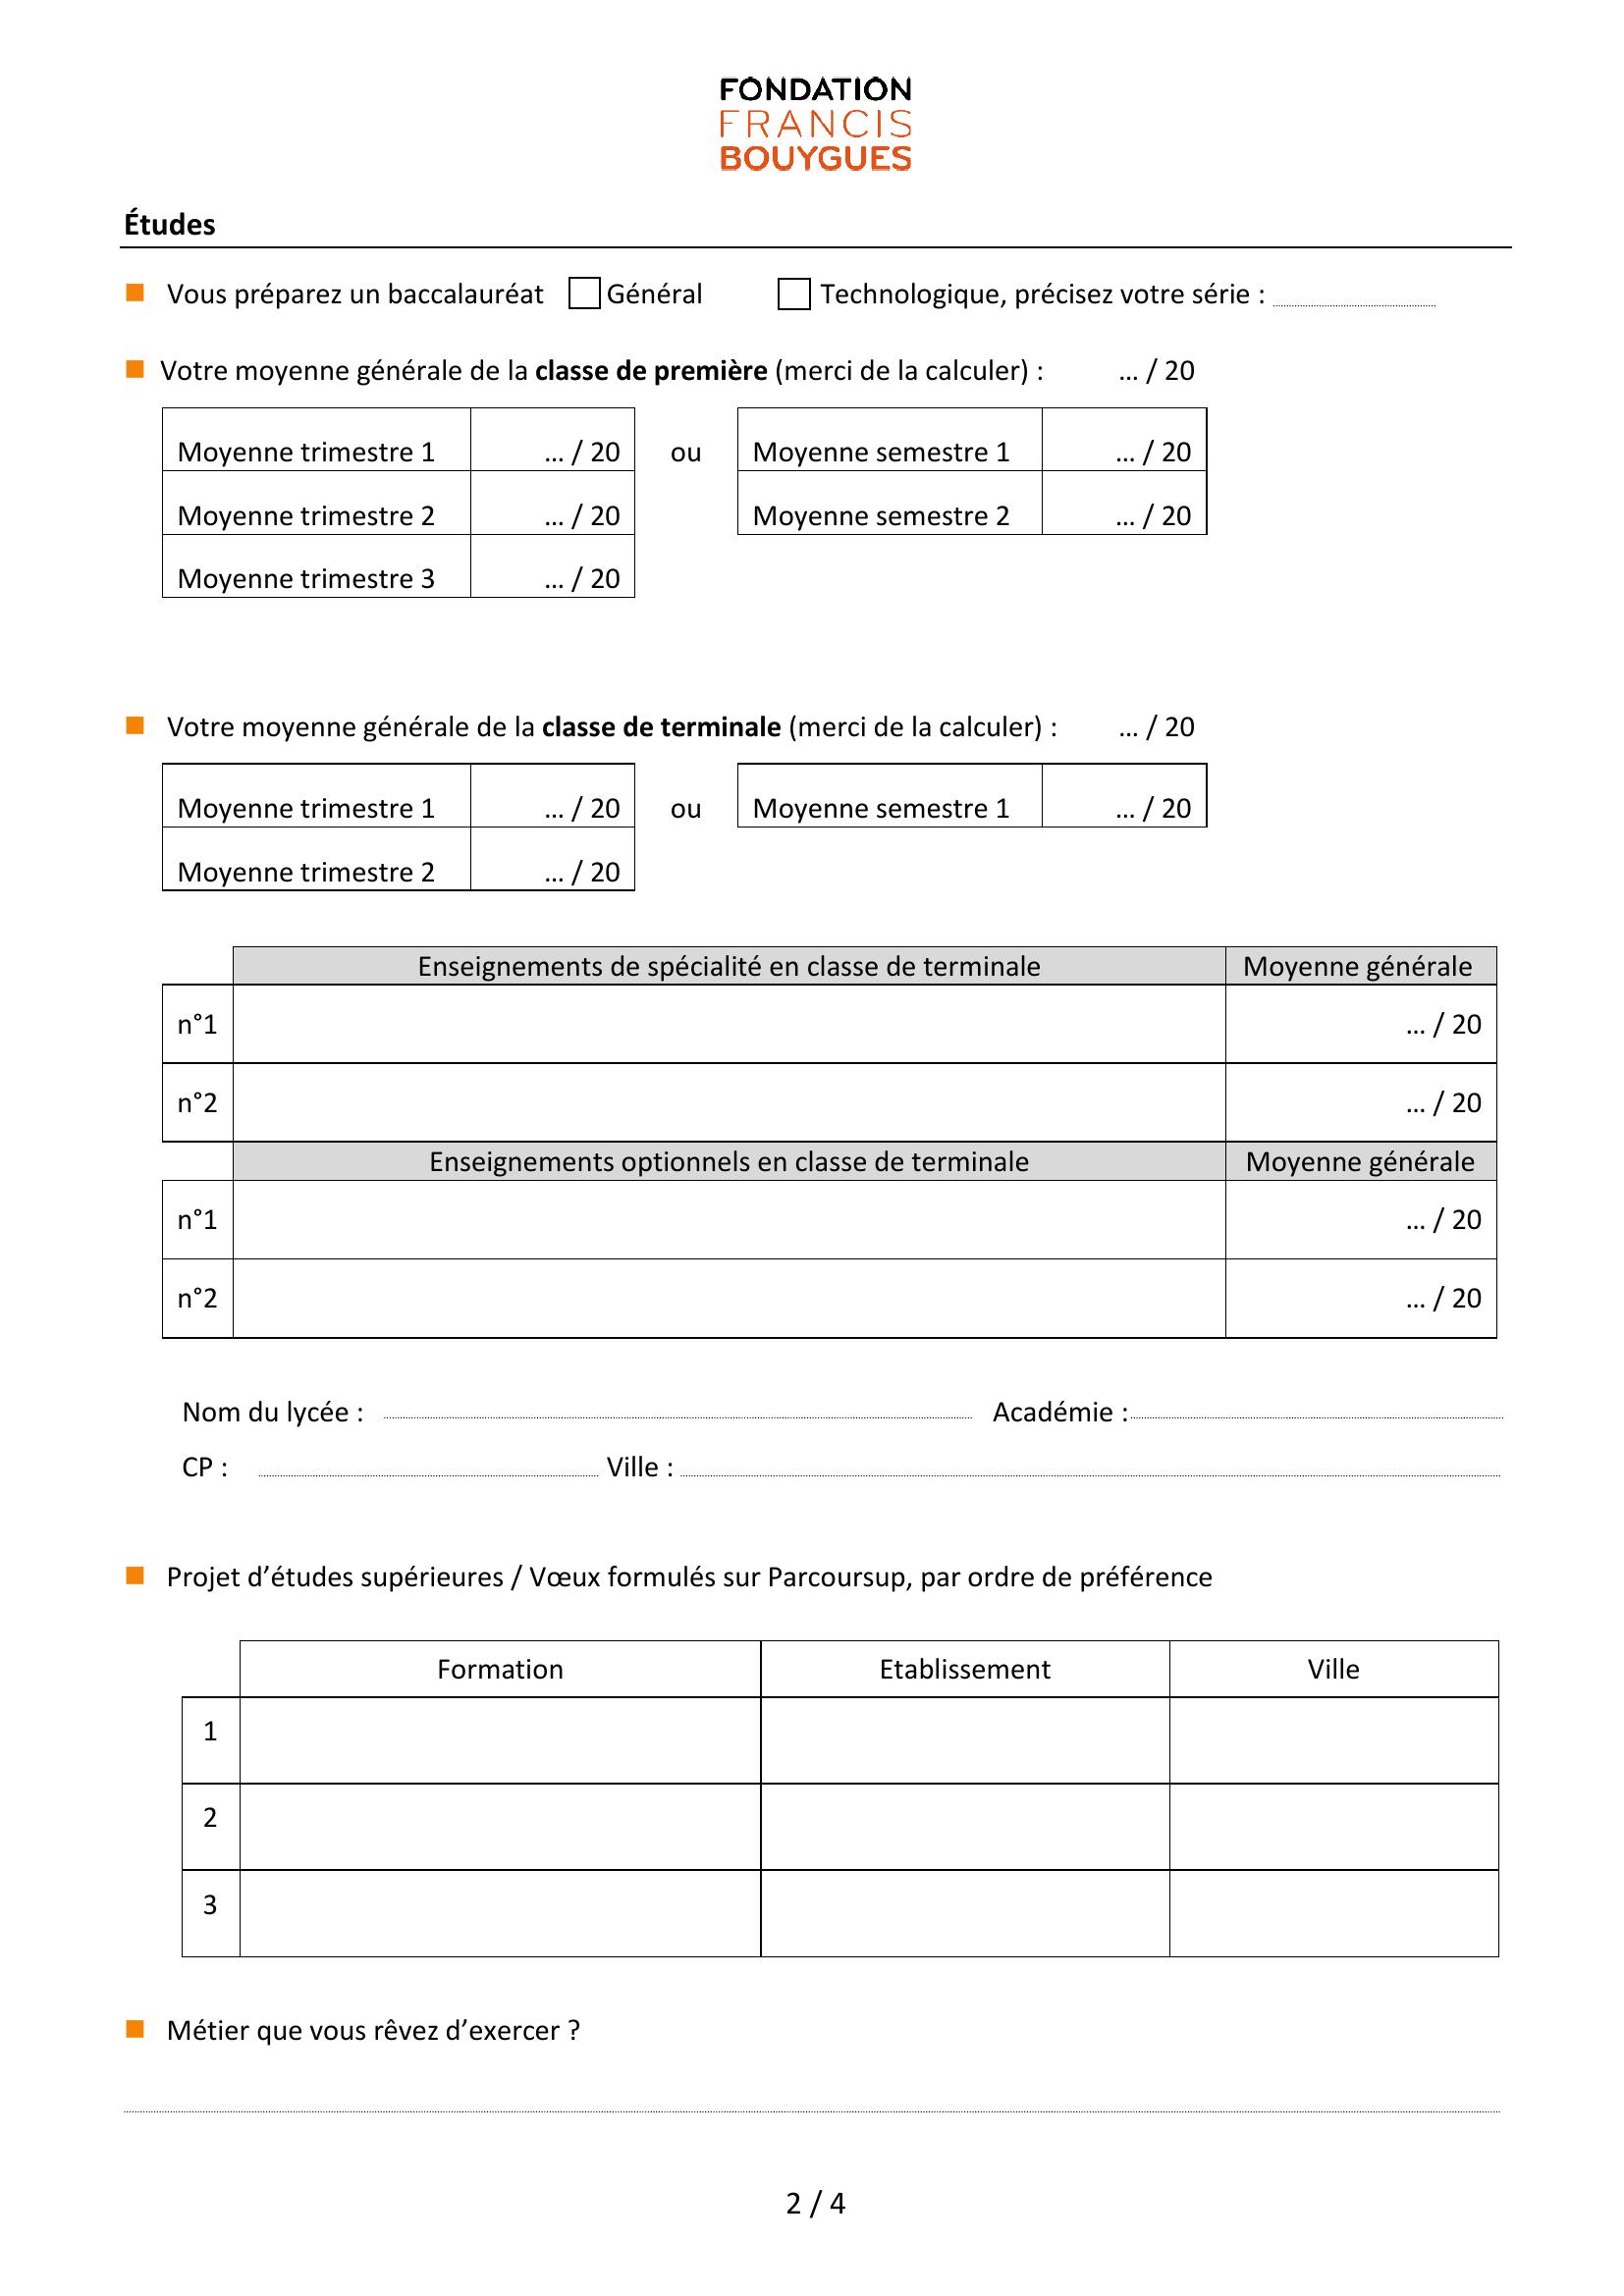 FONDATION
FRANCIS
BOUYGUES
Études
Vous préparez un baccalauréat Général Technologique, précisez votre série :
Votre moyenne générale de la classe de première (merci de la calculer) : … / 20
Moyenne trimestre 1 … / 20 ou Moyenne semestre 1 … / 20
Moyenne trimestre 2 … / 20 Moyenne semestre 2 … / 20
Moyenne trimestre 3 … / 20
Votre moyenne générale de la classe de terminale (merci de la calculer) : … / 20
Moyenne trimestre 1 … / 20 ou Moyenne semestre 1 … / 20
Moyenne trimestre 2 … / 20
Enseignements de spécialité en classe de terminale Moyenne générale
n°1 … / 20
n°2 … / 20
Enseignements optionnels en classe de terminale Moyenne générale
n°1 … / 20
n°2 … / 20
Nom du lycée : Académie :
CP : Ville :
Projet d’études supérieures / Vœux formulés sur Parcoursup, par ordre de préférence
Formation Etablissement Ville
1
2
3
Métier que vous rêvez d’exercer ?
2 / 4